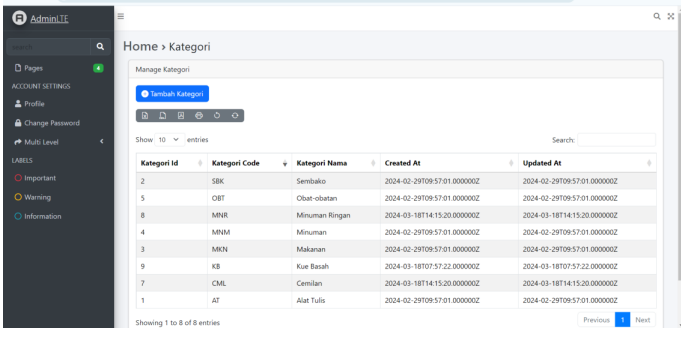 AdminLTE
Search
Pages 4
ACCOUNT SETTINGS
Profile
Change Password
Multi Level
LABELS
Important
Warning
Information
Home › Kategori
Manage Kategori
Tambah Kategori
Show 10 entries
Search:
Kategori Id Kategori Code Kategori Nama Created At Updated At
2 SBK Sembako 2024-02-29T09:57:01.000000Z 2024-02-29T09:57:01.000000Z
5 OBT Obat-obatan 2024-02-29T09:57:01.000000Z 2024-02-29T09:57:01.000000Z
8 MNR Minuman Ringan 2024-03-18T14:15:20.000000Z 2024-03-18T14:15:20.000000Z
4 MNM Minuman 2024-02-29T09:57:01.000000Z 2024-02-29T09:57:01.000000Z
3 MKN Makanan 2024-02-29T09:57:01.000000Z 2024-02-29T09:57:01.000000Z
9 KB Kue Basah 2024-03-18T07:57:22.000000Z 2024-03-18T07:57:22.000000Z
7 CML Cemilan 2024-03-18T14:15:20.000000Z 2024-03-18T14:15:20.000000Z
1 AT Alat Tulis 2024-02-29T09:57:01.000000Z 2024-02-29T09:57:01.000000Z
Showing 1 to 8 of 8 entries
Previous 1 Next